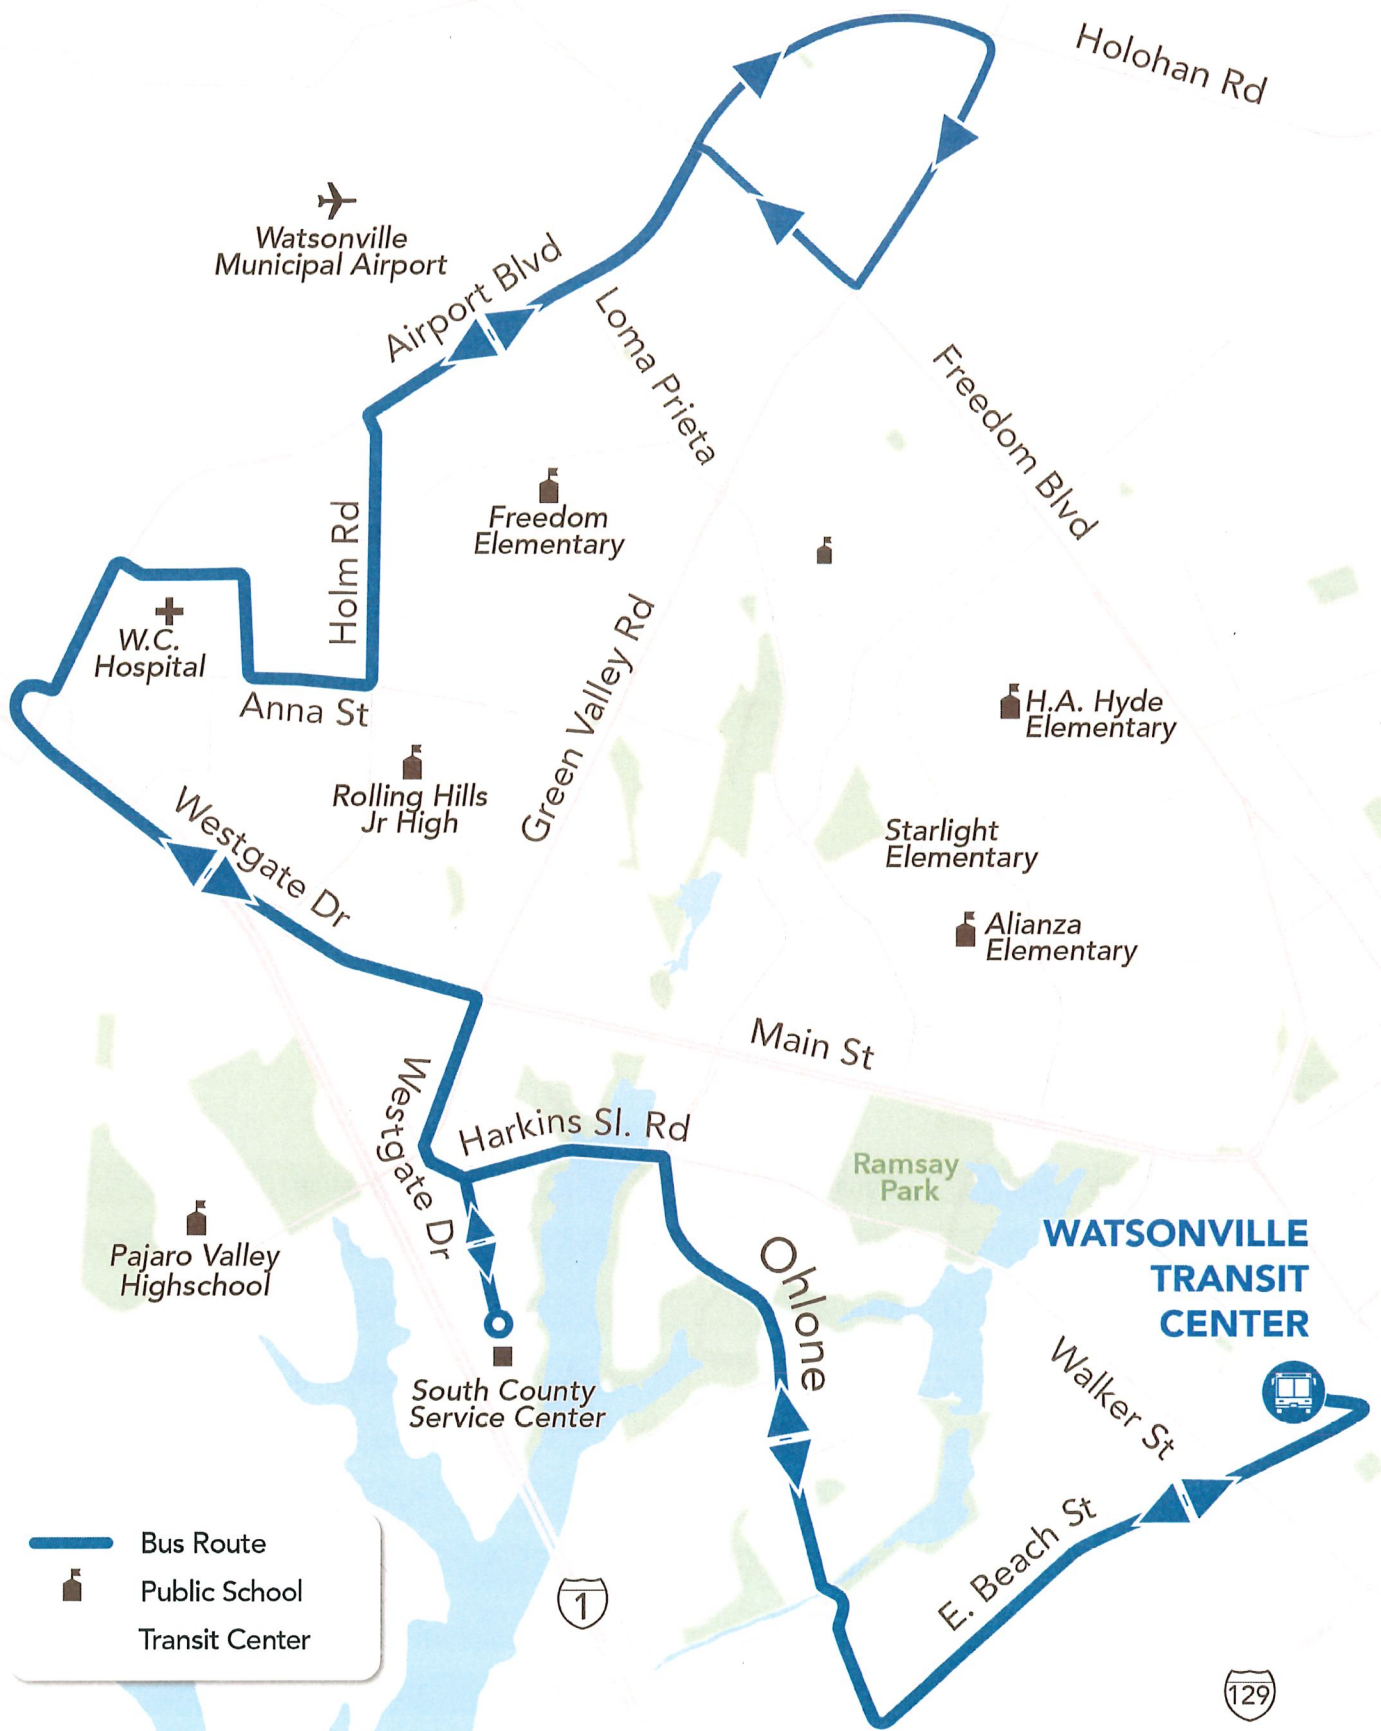 Holohan Rd
Watsonville
Municipal Airport
Airport Blvd
Loma Prieta
Freedom Blvd
Freedom
Elementary
Holm Rd
W.C.
Hospital
Anna St
Green Valley Rd
H.A. Hyde
Elementary
Rolling Hills
Jr High
Westgate Dr
Starlight
Elementary
Alianza
Elementary
Main St
Westgate Dr
Harkins Sl. Rd
Ramsay
Park
Pajaro Valley
Highschool
WATSONVILLE
TRANSIT
CENTER
Ohlone
Walker St
South County
Service Center
E. Beach St
Bus Route
Public School
Transit Center
1
129